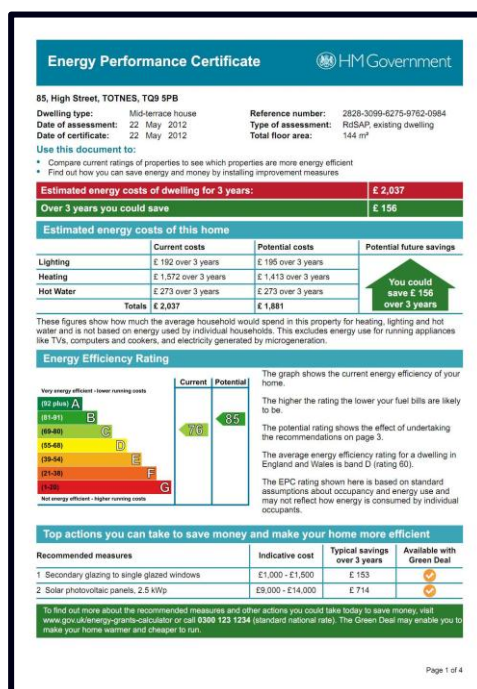 Energy Performance Certificate
HM Government
85, High Street, TOTNES, TQ9 5PB
Dwelling type: Mid-terrace house
Date of assessment: 22 May 2012
Date of certificate: 22 May 2012
Reference number: 2828-3099-6275-9762-0984
Type of assessment: RdSAP, existing dwelling
Total floor area: 144 m²
Use this document to:
• Compare current ratings of properties to see which properties are more energy efficient
• Find out how you can save energy and money by installing improvement measures
Estimated energy costs of dwelling for 3 years: £ 2,037
Over 3 years you could save £ 156
Estimated energy costs of this home
Current costs Potential costs Potential future savings
Lighting £ 192 over 3 years £ 195 over 3 years
Heating £ 1,572 over 3 years £ 1,413 over 3 years
Hot Water £ 273 over 3 years £ 273 over 3 years
Totals £ 2,037 £ 1,881
You could
save £ 156
over 3 years
These figures show how much the average household would spend in this property for heating, lighting and hot
water and is not based on energy used by individual households. This excludes energy use for running appliances
like TVs, computers and cookers, and electricity generated by microgeneration.
Energy Efficiency Rating
Current Potential
Very energy efficient - lower running costs
(92 plus) A
(81-91) B
(69-80) C
(55-68) D
(39-54) E
(21-38) F
(1-20) G
Not energy efficient - higher running costs
76
85
The graph shows the current energy efficiency of your
home.
The higher the rating the lower your fuel bills are likely
to be.
The potential rating shows the effect of undertaking
the recommendations on page 3.
The average energy efficiency rating for a dwelling in
England and Wales is band D (rating 60).
The EPC rating shown here is based on standard
assumptions about occupancy and energy use and
may not reflect how energy is consumed by individual
occupants.
Top actions you can take to save money and make your home more efficient
Recommended measures Indicative cost Typical savings over 3 years Available with Green Deal
1 Secondary glazing to single glazed windows £1,000 - £1,500 £ 153
2 Solar photovoltaic panels, 2.5 kWp £9,000 - £14,000 £ 714
To find out more about the recommended measures and other actions you could take today to save money, visit
www.gov.uk/energy-grants-calculator or call 0300 123 1234 (standard national rate). The Green Deal may enable you to
make your home warmer and cheaper to run.
Page 1 of 4